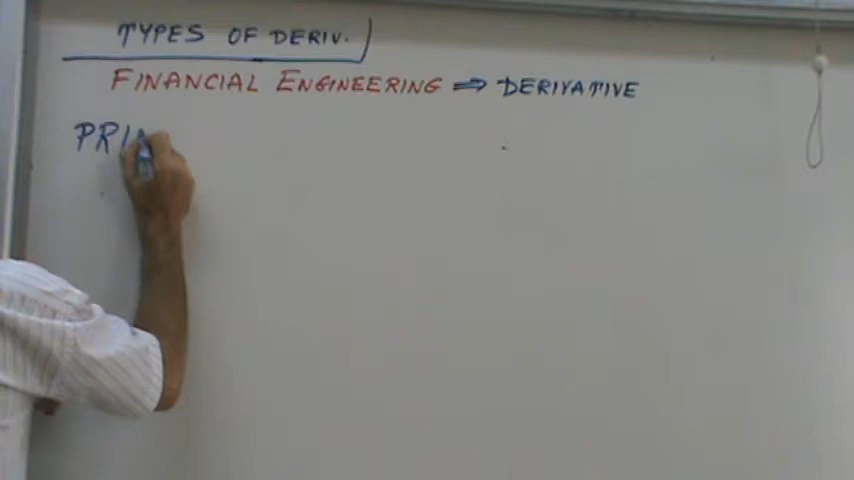 TYPES OF DERIV.
FINANCIAL ENGINEERING ⇒ DERIVATIVE
PRI